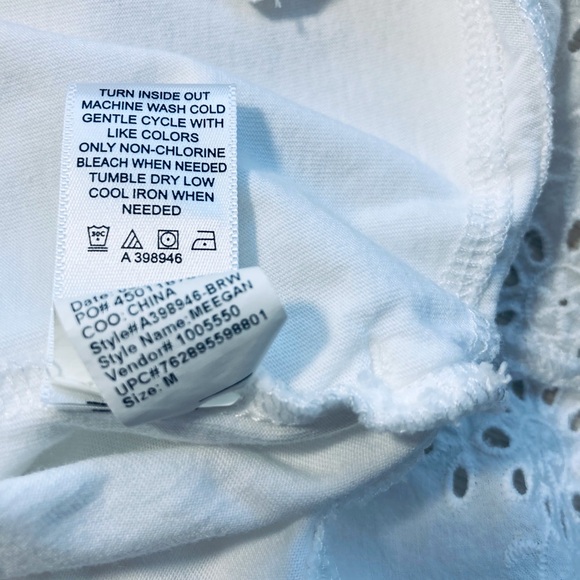 TURN INSIDE OUT
MACHINE WASH COLD
GENTLE CYCLE WITH
LIKE COLORS
ONLY NON-CHLORINE
BLEACH WHEN NEEDED
TUMBLE DRY LOW
COOL IRON WHEN
NEEDED
30C
A 398946
Date
PO#
COO: CHINA
Style#A398946-BRW
Style Name: MEEGAN
Vendor# 1005550
UPC#762895598801
Size: M